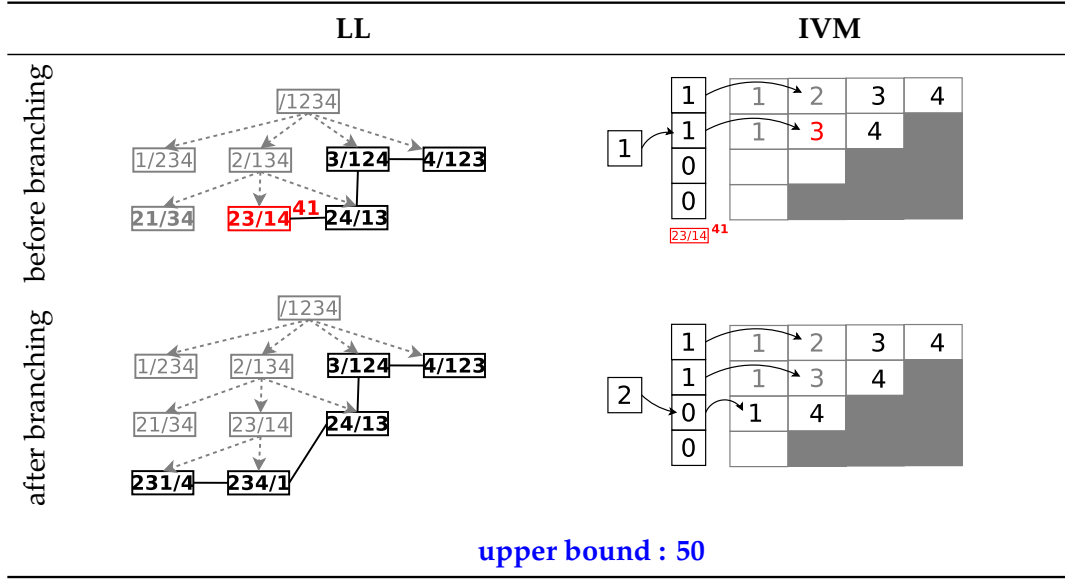 LL IVM
before branching
/1234
1/234 2/134 3/124 4/123
21/34 23/14 41 24/13
1 1 2 3 4
1 1 1 3 4
0
0
23/14 41
after branching
/1234
1/234 2/134 3/124 4/123
21/34 23/14 24/13
231/4 234/1
1 1 2 3 4
1 1 3 4
2 0 1 4
0
upper bound : 50